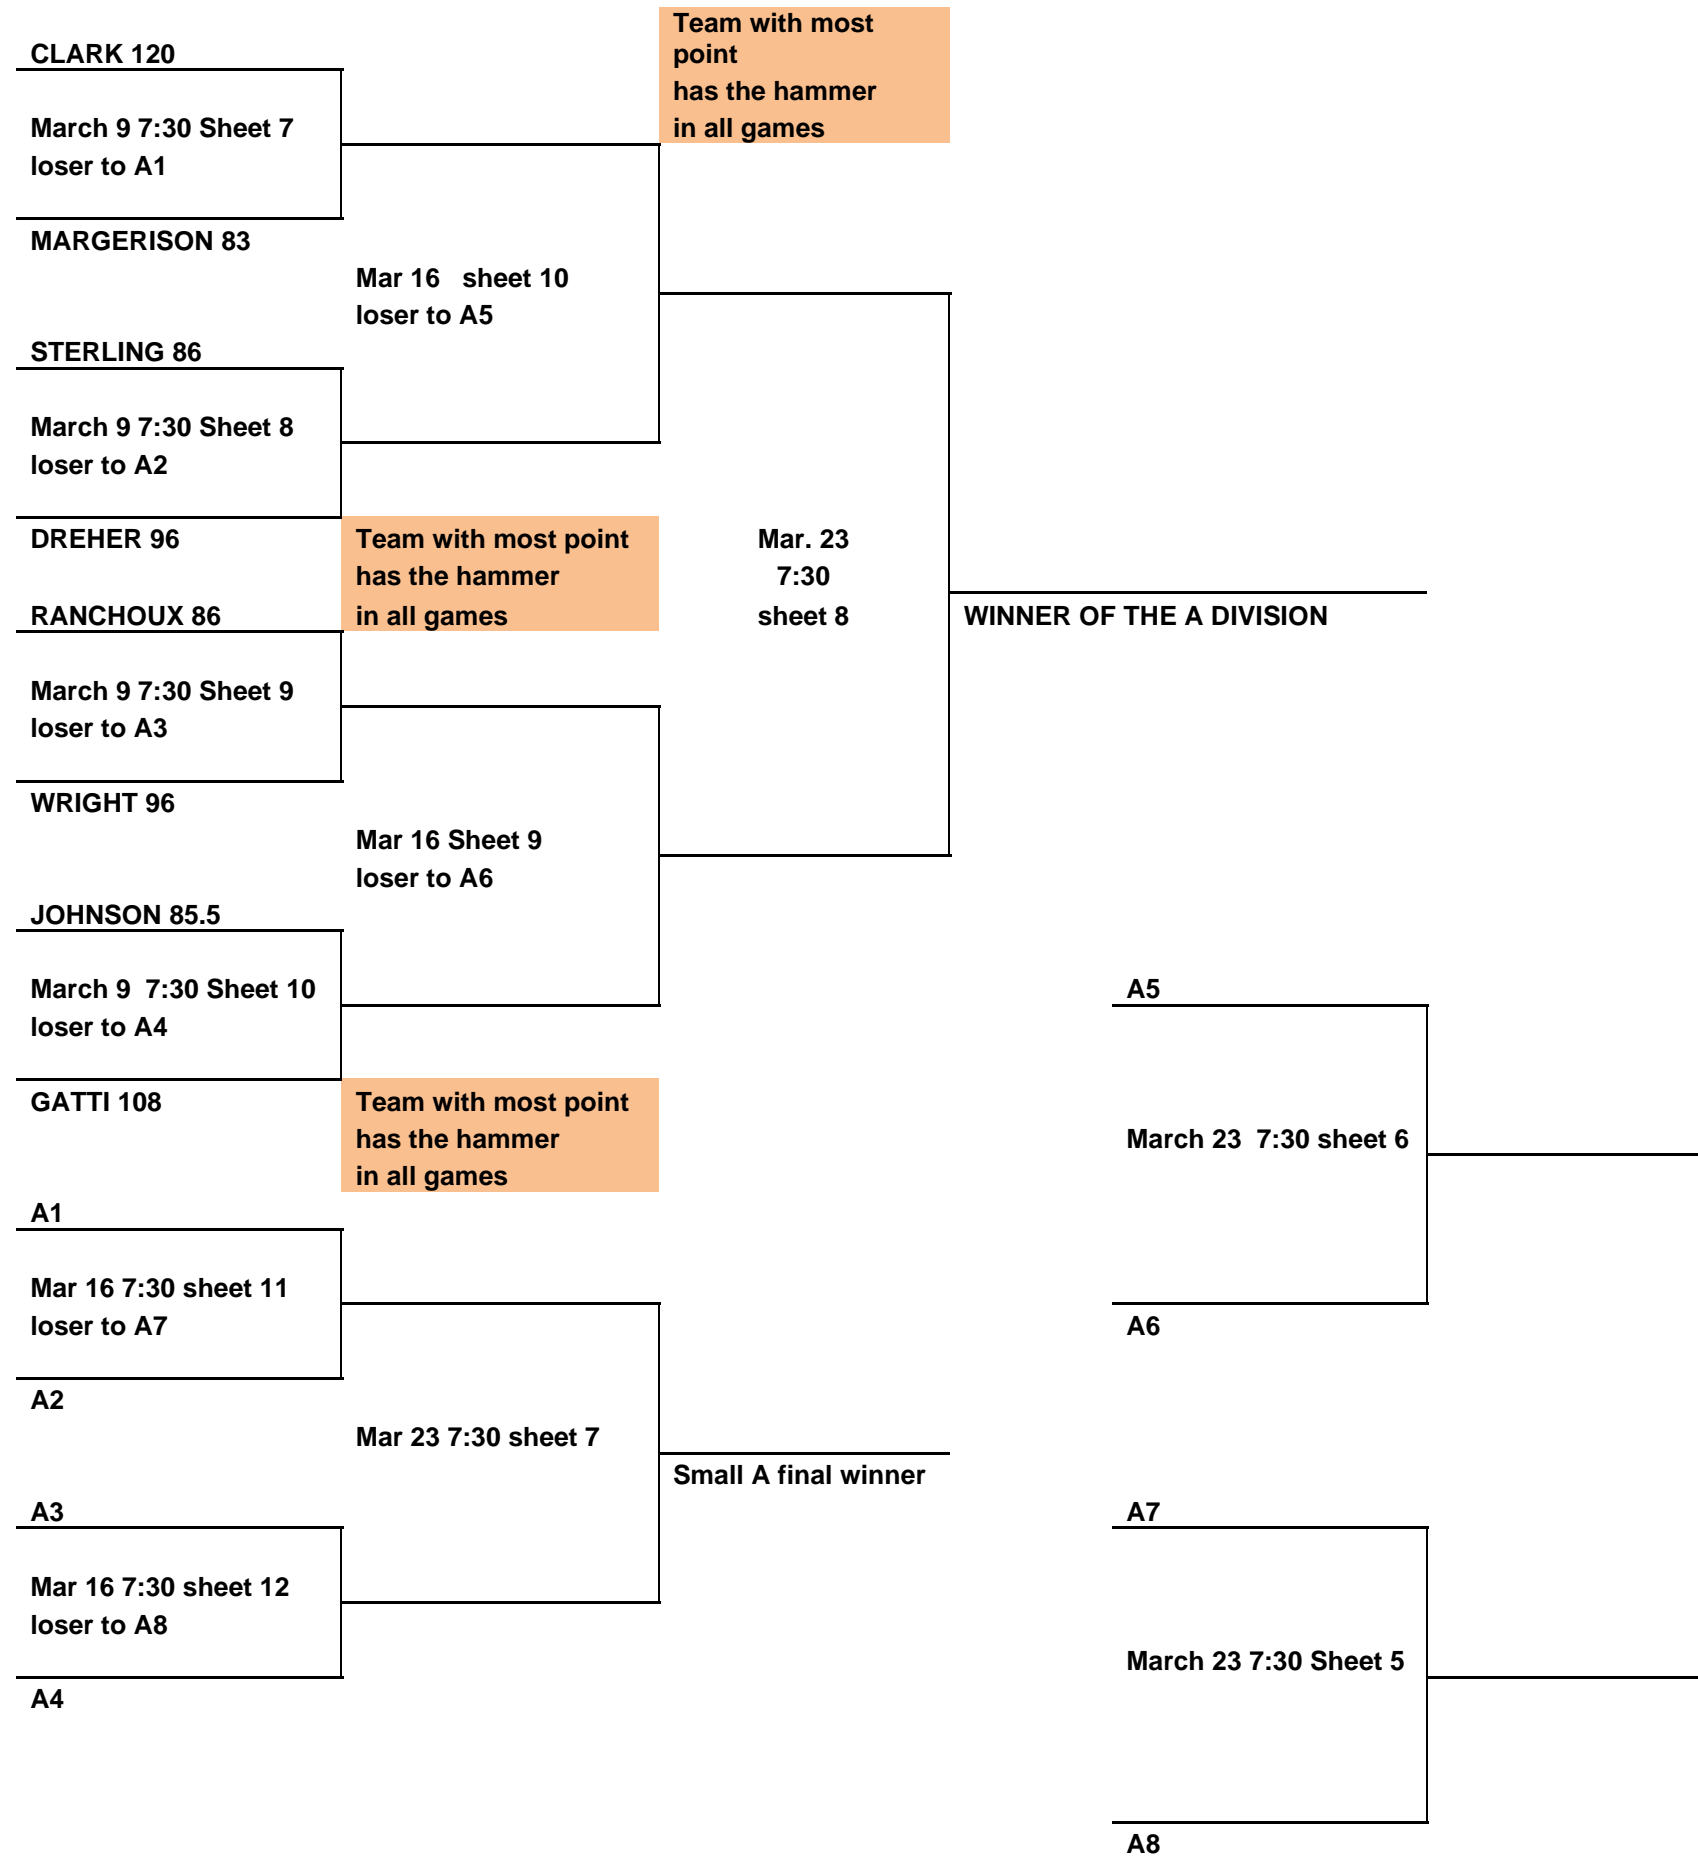 Team with most
point
has the hammer
in all games
CLARK 120
March 9 7:30 Sheet 7
loser to A1
MARGERISON 83
Mar 16   sheet 10
loser to A5
STERLING 86
March 9 7:30 Sheet 8
loser to A2
DREHER 96
Team with most point
has the hammer
in all games
Mar. 23
7:30
sheet 8
RANCHOUX 86
WINNER OF THE A DIVISION
March 9 7:30 Sheet 9
loser to A3
WRIGHT 96
Mar 16 Sheet 9
loser to A6
JOHNSON 85.5
March 9  7:30 Sheet 10
loser to A4
GATTI 108
Team with most point
has the hammer
in all games
A5
March 23  7:30 sheet 6
A6
A1
Mar 16 7:30 sheet 11
loser to A7
A2
Mar 23 7:30 sheet 7
Small A final winner
A3
Mar 16 7:30 sheet 12
loser to A8
A4
A7
March 23 7:30 Sheet 5
A8